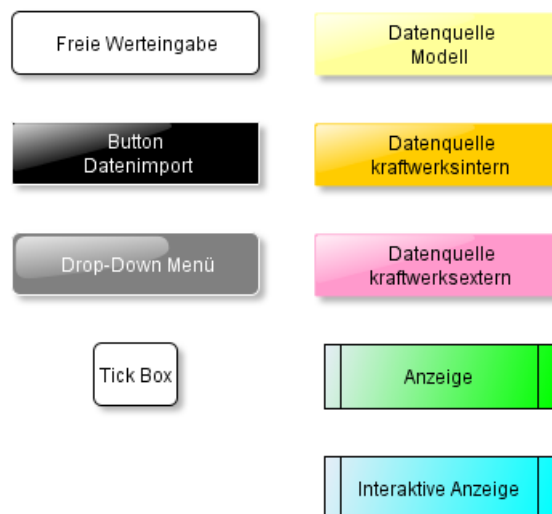 Freie Werteingabe
Datenquelle
Modell
Button
Datenimport
Datenquelle
kraftwerksintern
Drop-Down Menü
Datenquelle
kraftwerksextern
Tick Box
Anzeige
Interaktive Anzeige